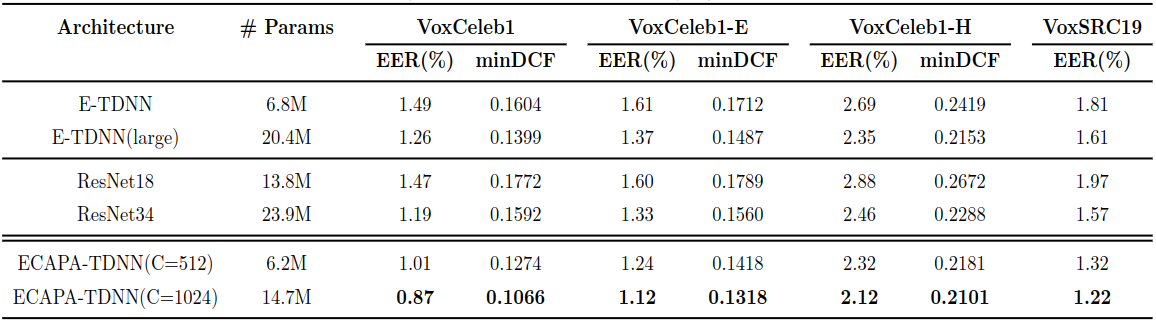 Architecture # Params VoxCeleb1 VoxCeleb1-E VoxCeleb1-H VoxSRC19
EER(%) minDCF EER(%) minDCF EER(%) minDCF EER(%)
E-TDNN 6.8M 1.49 0.1604 1.61 0.1712 2.69 0.2419 1.81
E-TDNN(large) 20.4M 1.26 0.1399 1.37 0.1487 2.35 0.2153 1.61
ResNet18 13.8M 1.47 0.1772 1.60 0.1789 2.88 0.2672 1.97
ResNet34 23.9M 1.19 0.1592 1.33 0.1560 2.46 0.2288 1.57
ECAPA-TDNN(C=512) 6.2M 1.01 0.1274 1.24 0.1418 2.32 0.2181 1.32
ECAPA-TDNN(C=1024) 14.7M 0.87 0.1066 1.12 0.1318 2.12 0.2101 1.22